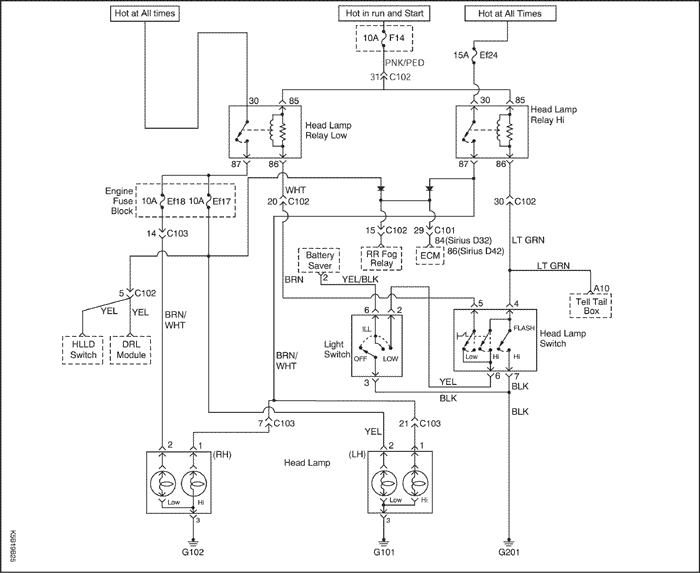 Hot at All times
Hot in run and Start
Hot at All Times
10A F14
PNK/PED
31 C102
15A Ef24
30 85
30 85
Head Lamp
Relay Low
Head Lamp
Relay Hi
87 86
87 86
Engine
Fuse
Block
10A Ef18 10A Ef17
WHT
20 C102
30 C102
14 C103
15 C102
29 C101
84(Sirius D32)
86(Sirius D42)
LT GRN
RR Fog
Relay
ECM
Battery
Saver
2
YEL/BLK
BRN
LT GRN
A10
Tell Tail
Box
5 C102
YEL YEL
HLLD
Switch
DRL
Module
BRN/
WHT
BRN/
WHT
6 2
ILL
OFF LOW
Light
Switch
3
5 4
FLASH
Low Hi Hi
Head Lamp
Switch
6 7
YEL
BLK
BLK
BLK
7 C103
21 C103
YEL
2 1
(RH)
Low Hi
3
Head Lamp
(LH)
2 1
Low Hi
3
G102
G101
G201
K5B19B25